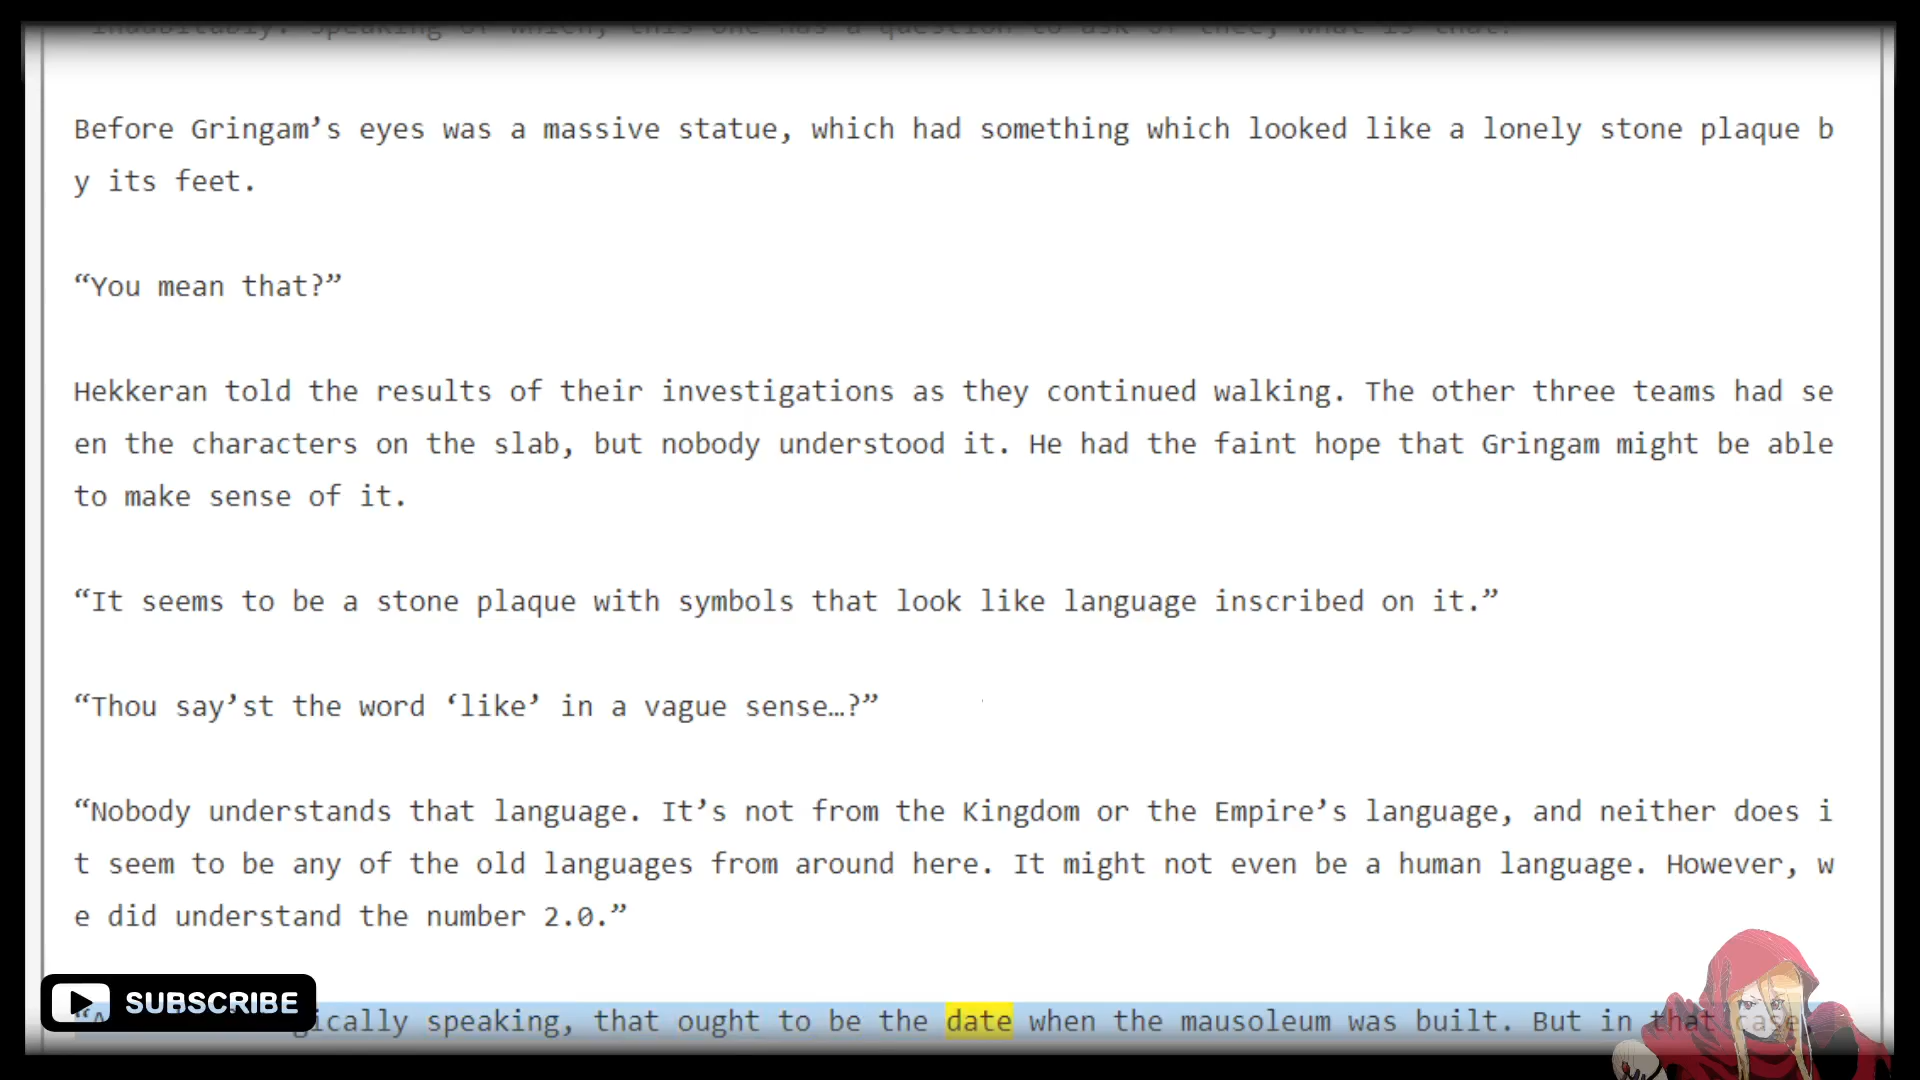 Before Gringam’s eyes was a massive statue, which had something which looked like a lonely stone plaque b
y its feet.
“You mean that?”
Hekkeran told the results of their investigations as they continued walking. The other three teams had se
en the characters on the slab, but nobody understood it. He had the faint hope that Gringam might be able
to make sense of it.
“It seems to be a stone plaque with symbols that look like language inscribed on it.”
“Thou say’st the word ‘like’ in a vague sense…?”
“Nobody understands that language. It’s not from the Kingdom or the Empire’s language, and neither does i
t seem to be any of the old languages from around here. It might not even be a human language. However, w
e did understand the number 2.0.”
SUBSCRIBE
speaking, that ought to be the date when the mausoleum was built. But in that case,